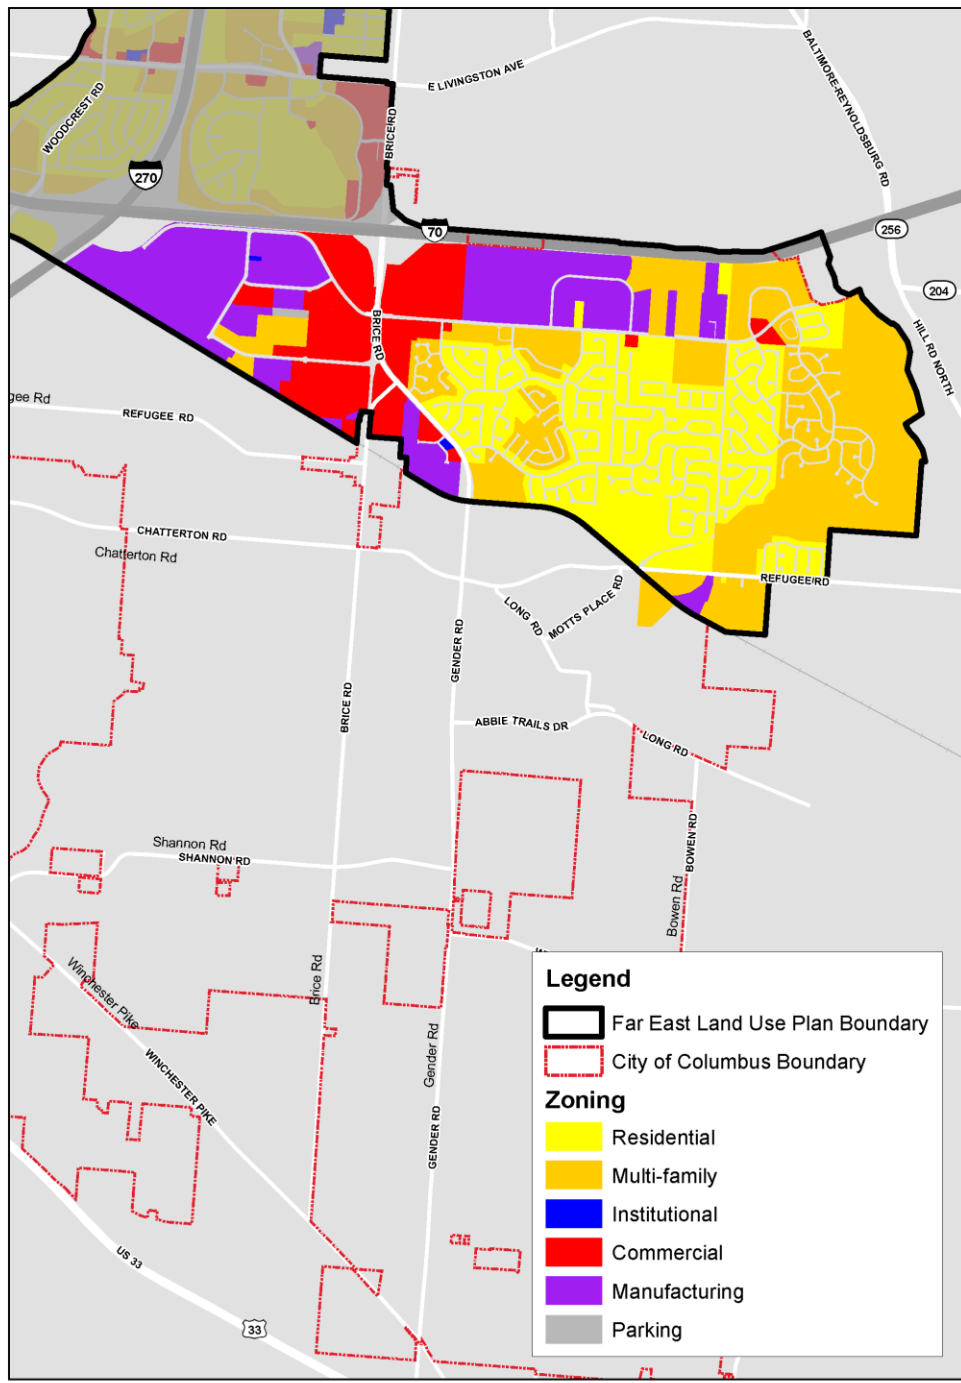 E LIVINGSTON AVE
WOODCREST RD
BRICE RD
BALTIMORE-REYNOLDSBURG RD
270
70
256
204
HILL RD NORTH
BRICE RD
gee Rd
REFUGEE RD
CHATTERTON RD
Chatterton Rd
REFUGEE RD
LONG RD
MOTTS PLACE RD
GENDER RD
BRICE RD
ABBIE TRAILS DR
LONG RD
Shannon Rd
SHANNON RD
BOWEN RD
Bowen Rd
Winchester Pike
Brice Rd
Gender Rd
WINCHESTER PIKE
GENDER RD
US 33
33
Legend
Far East Land Use Plan Boundary
City of Columbus Boundary
Zoning
Residential
Multi-family
Institutional
Commercial
Manufacturing
Parking